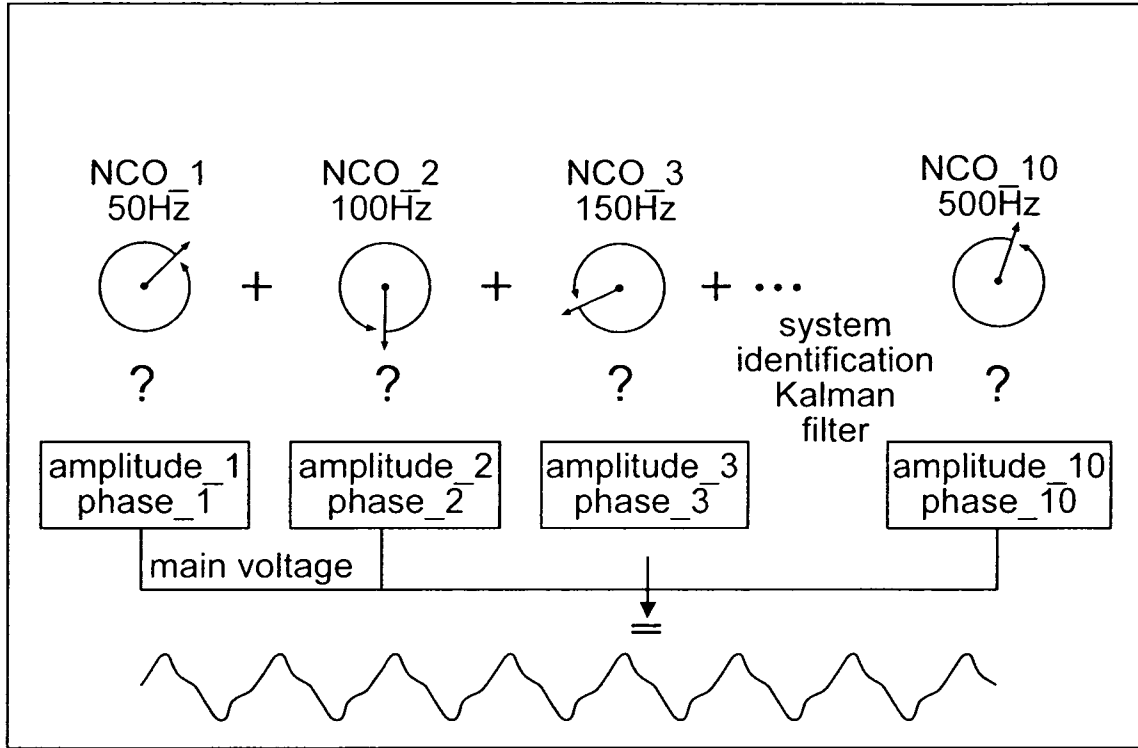 NCO_1
50Hz
NCO_2
100Hz
NCO_3
150Hz
NCO_10
500Hz
+
+
+ ...
system
identification
Kalman
filter
?
?
?
?
amplitude_1
phase_1
amplitude_2
phase_2
amplitude_3
phase_3
amplitude_10
phase_10
main voltage
=